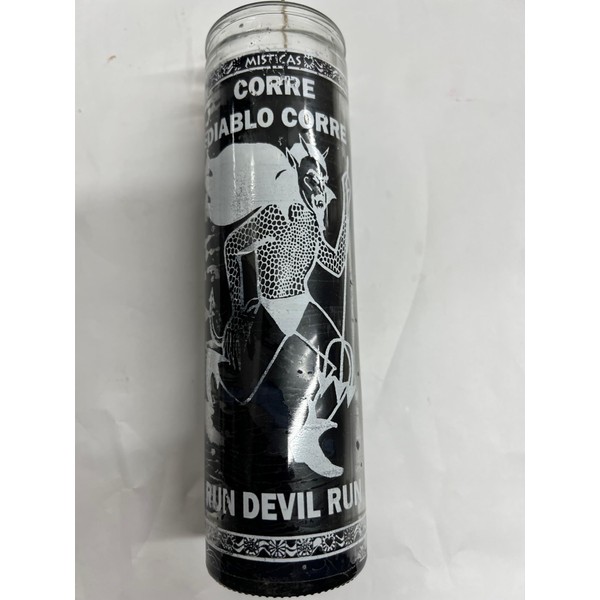 MISTICAS
CORRE
DIABLO CORRE
RUN DEVIL RUN